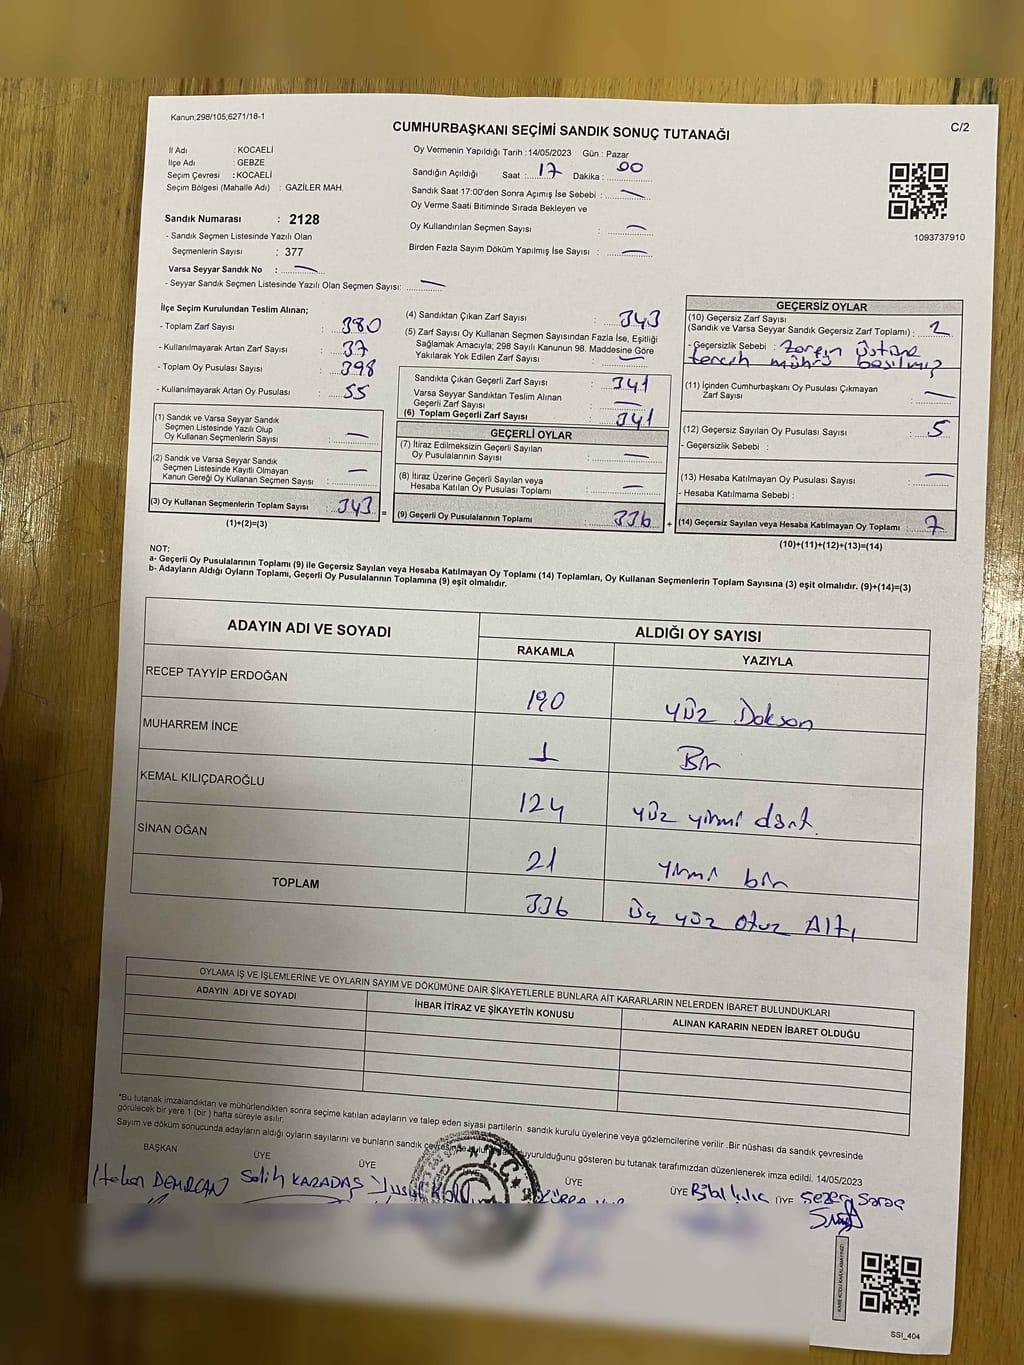 Kanun;298/105,6271/18-1
C/2
CUMHURBAŞKANI SEÇİMİ SANDIK SONUÇ TUTANAĞI
İl Adı : KOCAELİ
İlçe Adı : GEBZE
Seçim Çevresi : KOCAELİ
Seçim Bölgesi (Mahalle Adı) : GAZİLER MAH.
Sandık Numarası : 2128
- Sandık Seçmen Listesinde Yazılı Olan
Seçmenlerin Sayısı : 377
Varsa Seyyar Sandık No : —
- Seyyar Sandık Seçmen Listesinde Yazılı Olan Seçmen Sayısı: —
Oy Vermenin Yapıldığı Tarih : 14/05/2023 Gün : Pazar
Sandığın Açıldığı Saat : 17 Dakika : 00
Sandık Saat 17:00'den Sonra Açımış İse Sebebi : —
Oy Verme Saati Bitiminde Sırada Bekleyen ve
Oy Kullandırılan Seçmen Sayısı : —
Birden Fazla Sayım Döküm Yapılmış İse Sayısı : —
1093737910
İlçe Seçim Kurulundan Teslim Alınan;
- Toplam Zarf Sayısı : 380
- Kullanılmayarak Artan Zarf Sayısı : 37
- Toplam Oy Pusulası Sayısı : 398
- Kullanılmayarak Artan Oy Pusulası : 55
(1) Sandık ve Varsa Seyyar Sandık
Seçmen Listesinde Yazılı Olup
Oy Kullanan Seçmenlerin Sayısı : —
(2) Sandık ve Varsa Seyyar Sandık
Seçmen Listesinde Kayıtlı Olmayan
Kanun Gereği Oy Kullanan Seçmen Sayısı : —
(3) Oy Kullanan Seçmenlerin Toplam Sayısı : 343 =
(1)+(2)=(3)
(4) Sandıktan Çıkan Zarf Sayısı : 343
(5) Zarf Sayısı Oy Kullanan Seçmen Sayısından Fazla İse, Eşitliği
Sağlamak Amacıyla; 298 Sayılı Kanunun 98. Maddesine Göre
Yakılarak Yok Edilen Zarf Sayısı : —
Sandıkta Çıkan Geçerli Zarf Sayısı : 341
Varsa Seyyar Sandıktan Teslim Alınan
Geçerli Zarf Sayısı : —
(6) Toplam Geçerli Zarf Sayısı : 341
GEÇERLİ OYLAR
(7) İtiraz Edilmeksizin Geçerli Sayılan
Oy Pusulalarının Sayısı : —
(8) İtiraz Üzerine Geçerli Sayılan veya
Hesaba Katılan Oy Pusulası Toplamı : —
(9) Geçerli Oy Pusulalarının Toplamı : 336 +
GEÇERSİZ OYLAR
(10) Geçersiz Zarf Sayısı
(Sandık ve Varsa Seyyar Sandık Geçersiz Zarf Toplamı) : 2
- Geçersizlik Sebebi : Zarfın üstüne
tercih mührü basılmış
(11) İçinden Cumhurbaşkanı Oy Pusulası Çıkmayan
Zarf Sayısı : —
(12) Geçersiz Sayılan Oy Pusulası Sayısı : 5
- Geçersizlik Sebebi :
(13) Hesaba Katılmayan Oy Pusulası Sayısı : —
- Hesaba Katılmama Sebebi :
(14) Geçersiz Sayılan veya Hesaba Katılmayan Oy Toplamı : 7
(10)+(11)+(12)+(13)=(14)
NOT:
a- Geçerli Oy Pusulalarının Toplamı (9) ile Geçersiz Sayılan veya Hesaba Katılmayan Oy Toplamı (14) Toplamları, Oy Kullanan Seçmenlerin Toplam Sayısına (3) eşit olmalıdır. (9)+(14)=(3)
b- Adayların Aldığı Oyların Toplamı, Geçerli Oy Pusulalarının Toplamına (9) eşit olmalıdır.
ADAYIN ADI VE SOYADI
ALDIĞI OY SAYISI
RAKAMLA
YAZIYLA
RECEP TAYYİP ERDOĞAN 190 yüz Doksan
MUHARREM İNCE 1 Bir
KEMAL KILIÇDAROĞLU 124 yüz yirmi dört.
SİNAN OĞAN 21 yirmi bir
TOPLAM 336 üç yüz otuz Altı
OYLAMA İŞ VE İŞLEMLERİNE VE OYLARIN SAYIM VE DÖKÜMÜNE DAİR ŞİKAYETLERLE BUNLARA AİT KARARLARIN NELERDEN İBARET BULUNDUKLARI
ADAYIN ADI VE SOYADI
İHBAR İTİRAZ VE ŞİKAYETİN KONUSU
ALINAN KARARIN NEDEN İBARET OLDUĞU
"Bu tutanak imzalandıktan ve mühürlendikten sonra seçime katılan adayların ve talep eden siyasi partilerin sandık kurulu üyelerine veya gözlemcilerine verilir .Bir nüshası da sandık çevresinde
görülecek bir yere 1 (bir ) hafta süreyle asılır.
Sayım ve döküm sonucunda adayların aldığı oyların sayılarını ve bunların sandık çevresinde duyurulduğunu gösteren bu tutanak tarafımızdan düzenlenerek imza edildi. 14/05/2023
BAŞKAN ÜYE ÜYE ÜYE ÜYE ÜYE ÜYE
Hakan DEMİRCAN Salih KARADAŞ Yusuf Bilal kılıç Sezer Saraç
T.C.
SSI_404